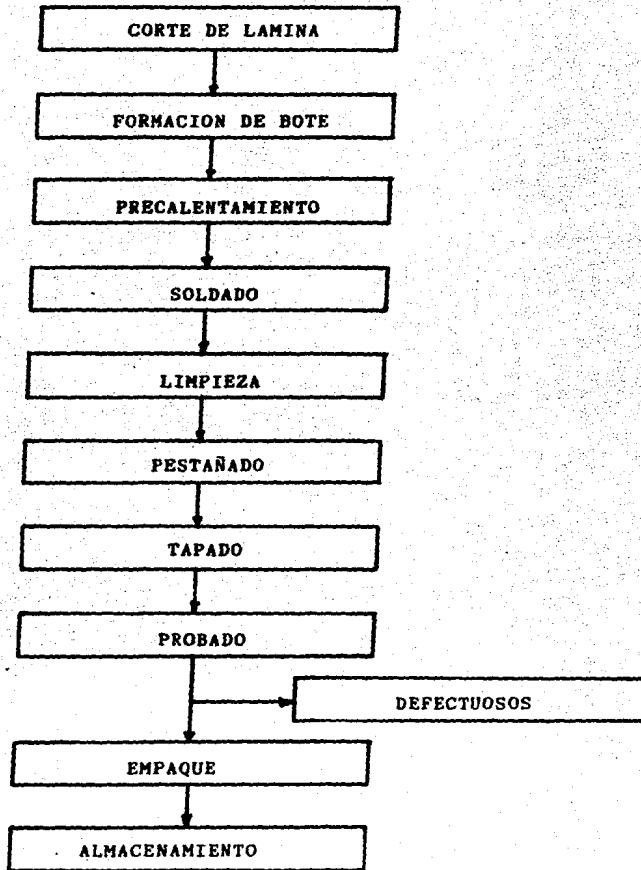 CORTE DE LAMINA
FORMACION DE BOTE
PRECALENTAMIENTO
SOLDADO
LIMPIEZA
PESTAÑADO
TAPADO
PROBADO
DEFECTUOSOS
EMPAQUE
ALMACENAMIENTO